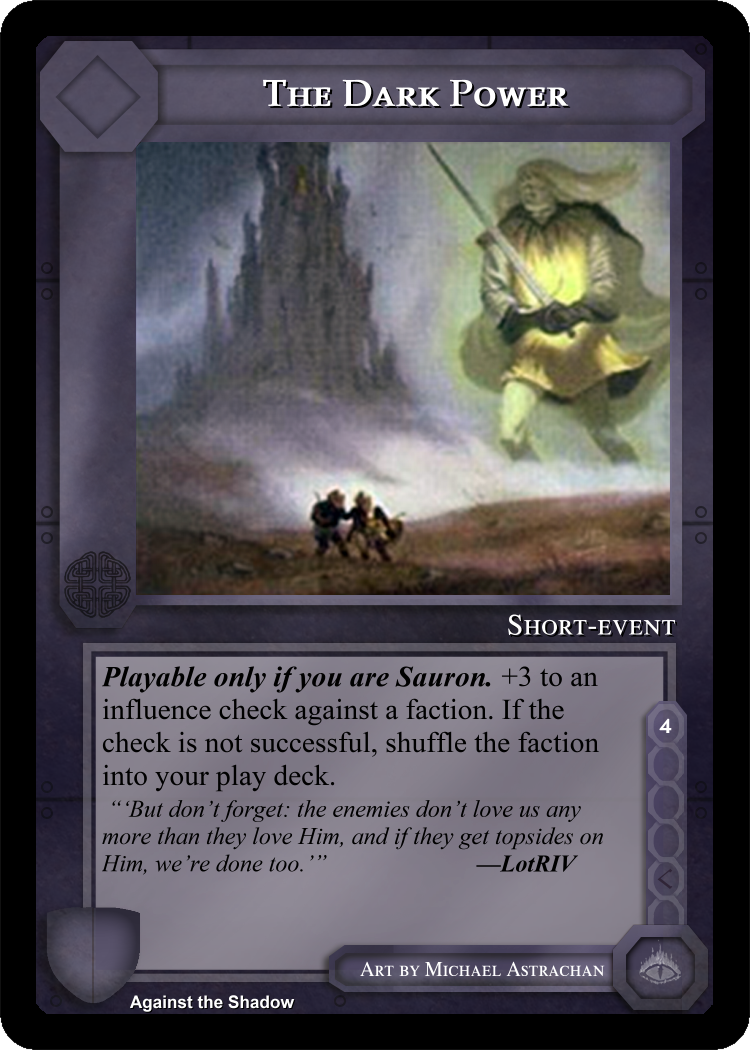 The Dark Power
Short-event
Playable only if you are Sauron. +3 to an
influence check against a faction. If the
check is not successful, shuffle the faction
into your play deck.
“‘But don’t forget: the enemies don’t love us any
more than they love Him, and if they get topsides on
Him, we’re done too.’” —LotRIV
4
Art by Michael Astrachan
Against the Shadow